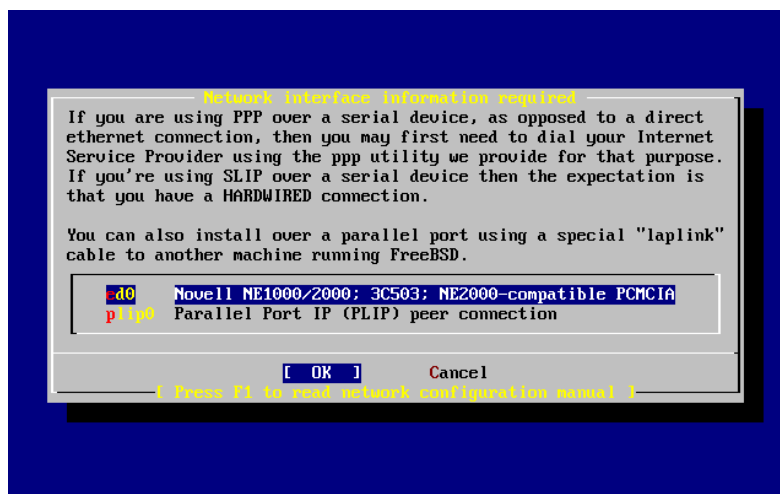 Network interface information required
If you are using PPP over a serial device, as opposed to a direct
ethernet connection, then you may first need to dial your Internet
Service Provider using the ppp utility we provide for that purpose.
If you're using SLIP over a serial device then the expectation is
that you have a HARDWIRED connection.
You can also install over a parallel port using a special "laplink"
cable to another machine running FreeBSD.
ed0 Novell NE1000/2000; 3C503; NE2000-compatible PCMCIA
plip0 Parallel Port IP (PLIP) peer connection
[ OK ] Cancel
[ Press F1 to read network configuration manual ]